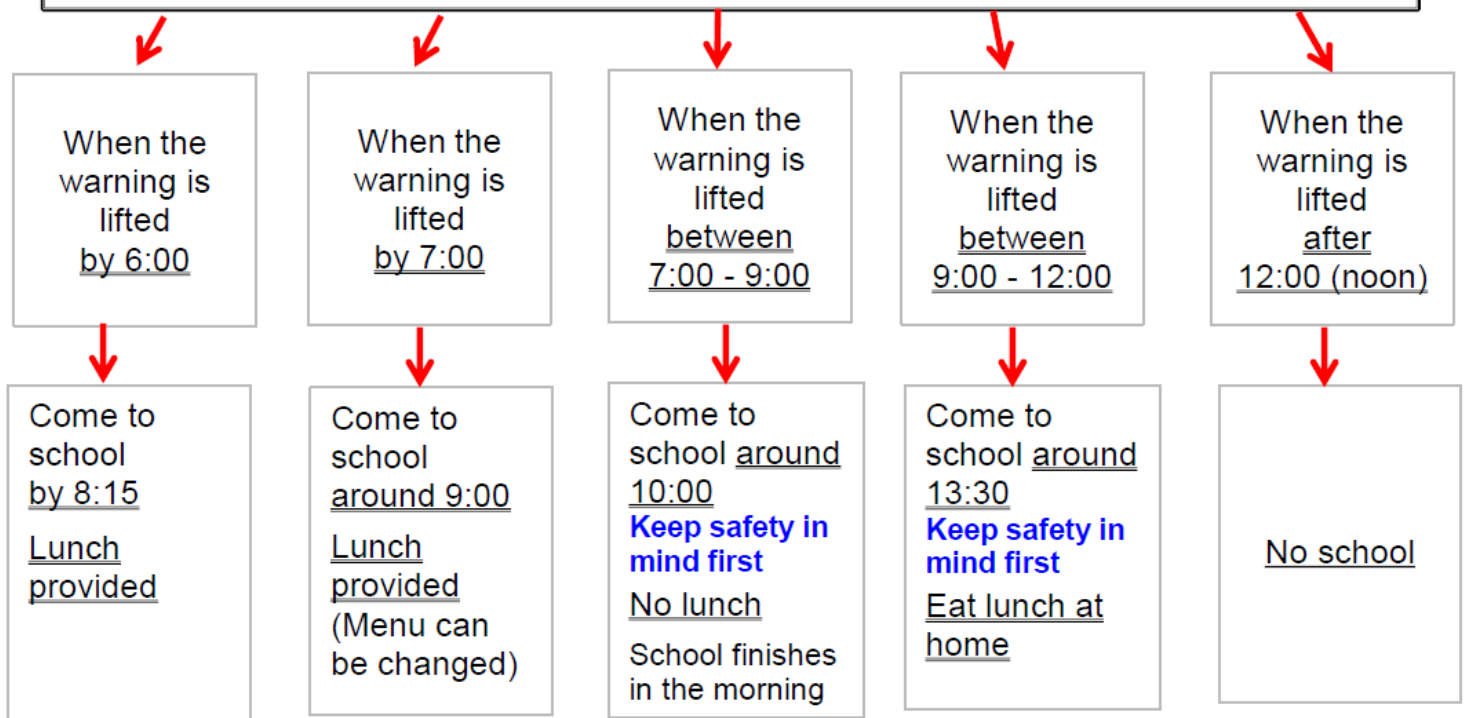 When the
warning is
lifted
by 6:00
When the
warning is
lifted
by 7:00
When the
warning is
lifted
between
7:00 - 9:00
When the
warning is
lifted
between
9:00 - 12:00
When the
warning is
lifted
after
12:00 (noon)
Come to
school
by 8:15
Lunch
provided
Come to
school
around 9:00
Lunch
provided
(Menu can
be changed)
Come to
school around
10:00
Keep safety in
mind first
No lunch
School finishes
in the morning
Come to
school around
13:30
Keep safety in
mind first
Eat lunch at
home
No school